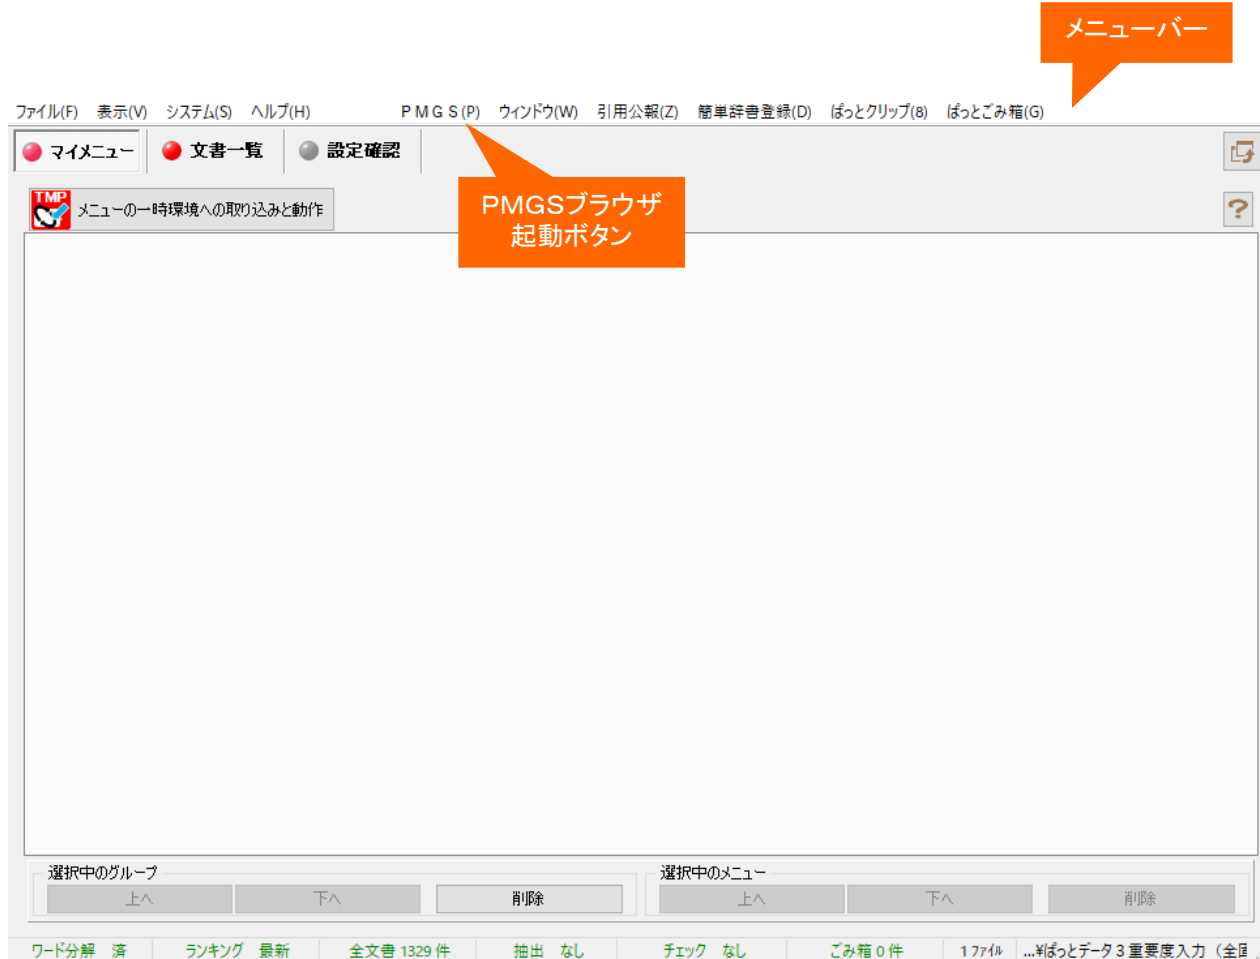 メニューバー
ファイル(F) 表示(V) システム(S) ヘルプ(H) ＰＭＧＳ(P) ウィンドウ(W) 引用公報(Z) 簡単辞書登録(D) ぱっとクリップ(8) ぱっとごみ箱(G)
マイメニュー 文書一覧 設定確認
TMP メニューの一時環境への取り込みと動作 ?
PMGSブラウザ
起動ボタン
選択中のグループ 選択中のメニュー
上へ 下へ 削除 上へ 下へ 削除
ワード分解 済 ランキング 最新 全文書 1329 件 抽出 なし チェック なし ごみ箱 0 件 1 ファイル ...¥ぱっとデータ３重要度入力（全